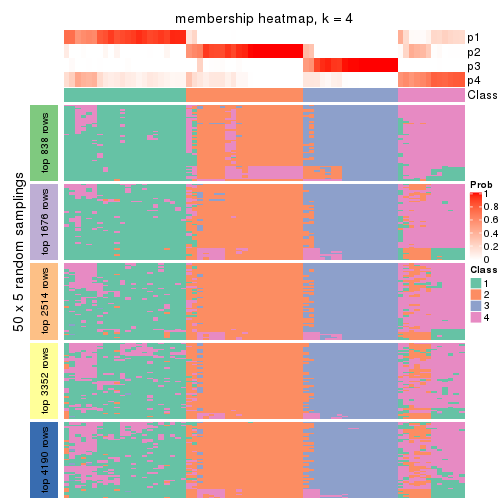 membership heatmap, k = 4
p1
p2
p3
p4
Class
50 x 5 random samplings
top 838 rows
top 1676 rows
top 2514 rows
top 3352 rows
top 4190 rows
Prob
1
0.8
0.6
0.4
0.2
0
Class
1
2
3
4